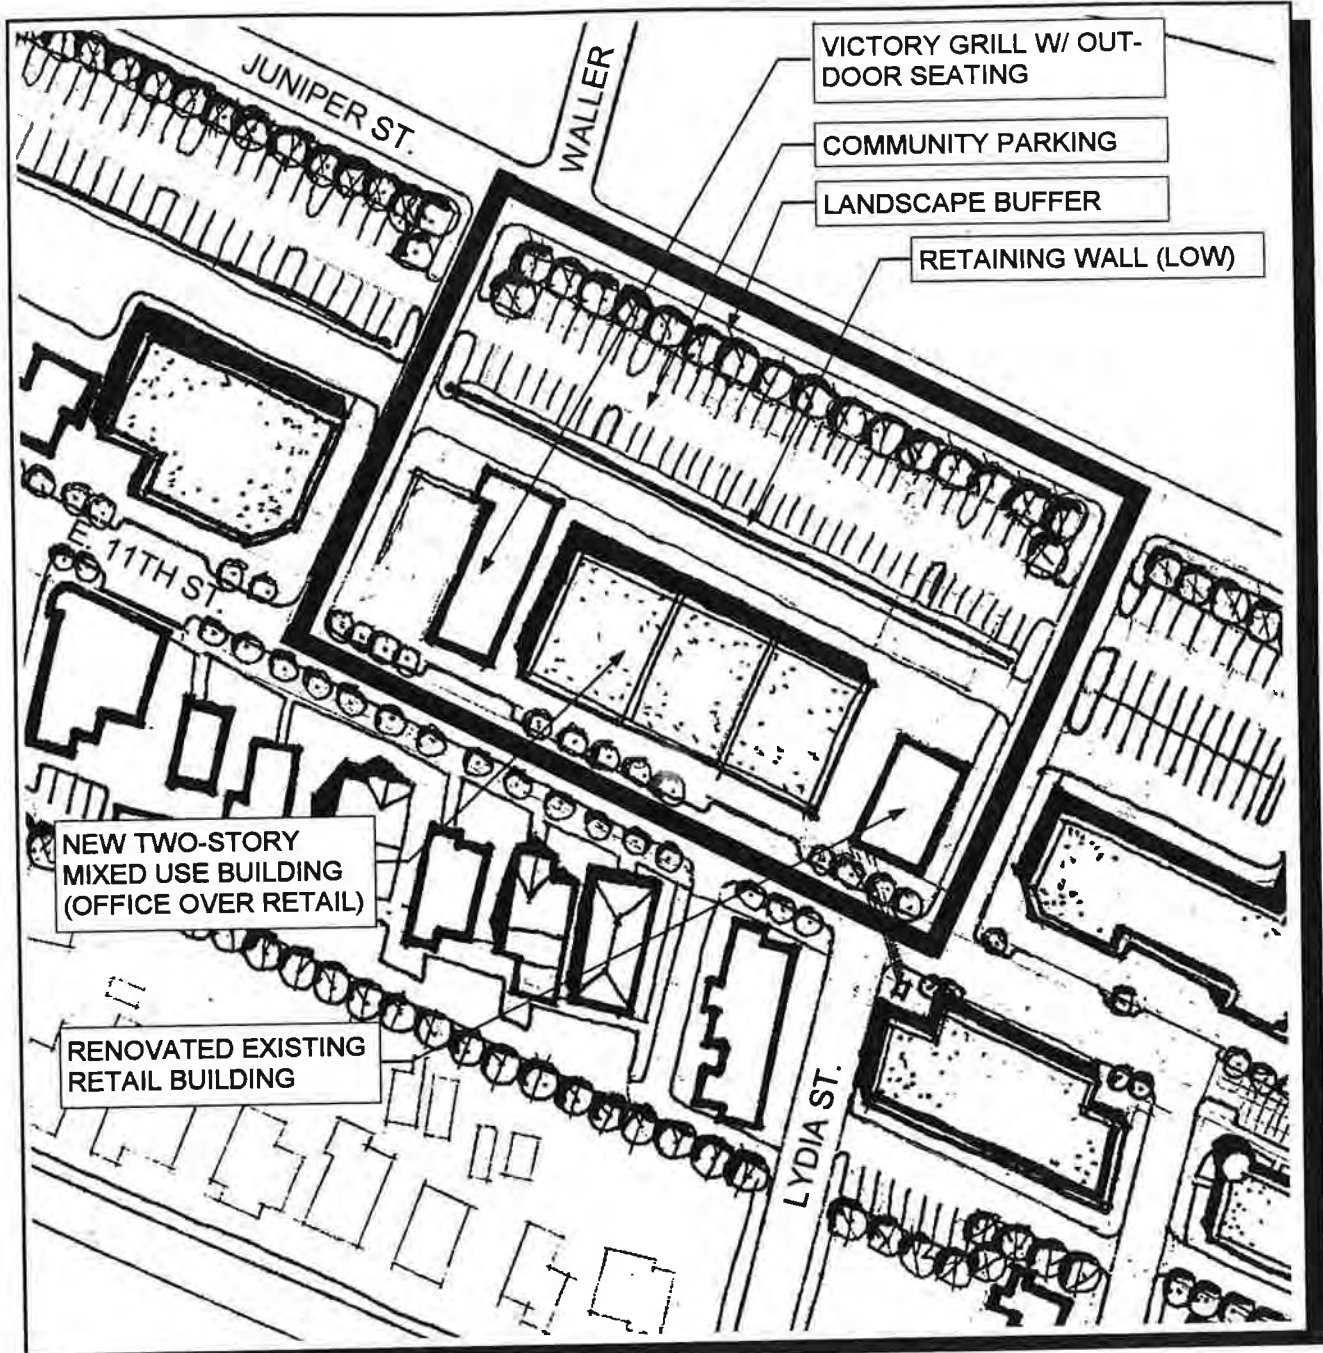 JUNIPER ST.
WALLER
VICTORY GRILL W/ OUT-
DOOR SEATING
COMMUNITY PARKING
LANDSCAPE BUFFER
RETAINING WALL (LOW)
E. 11TH ST.
NEW TWO-STORY
MIXED USE BUILDING
(OFFICE OVER RETAIL)
RENOVATED EXISTING
RETAIL BUILDING
LYDIA ST.